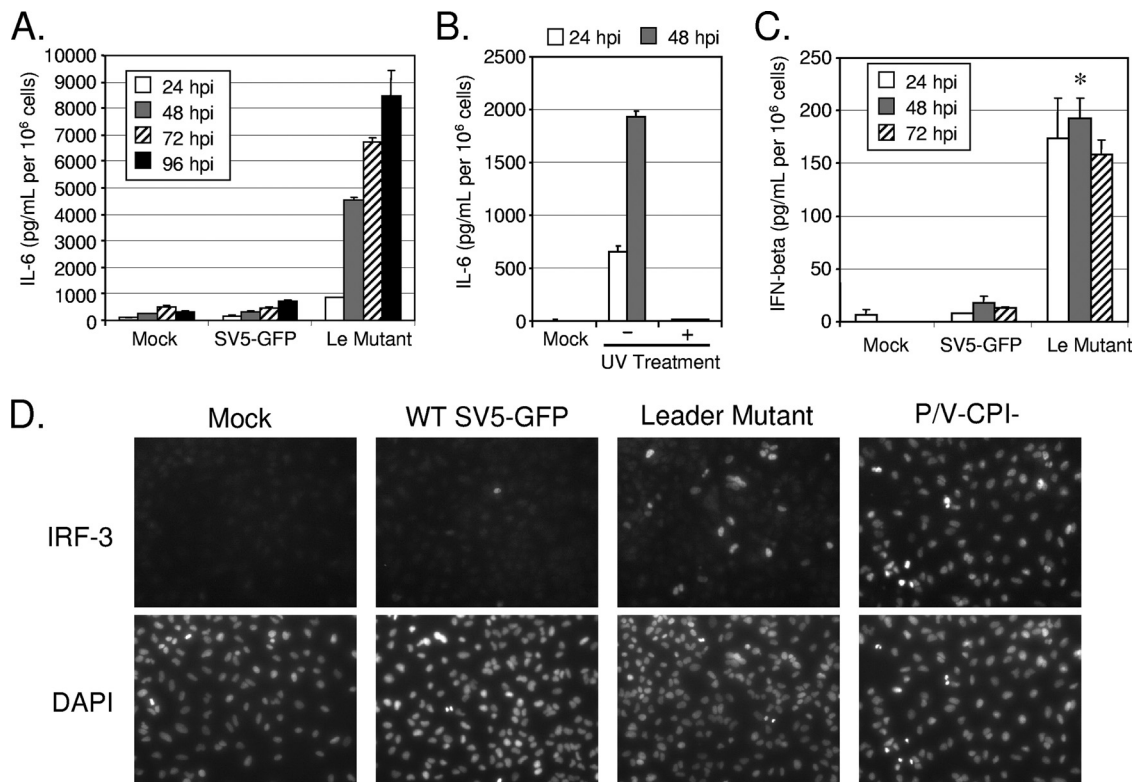 A.
IL-6 (pg/mL per 10⁶ cells)
10000
9000
8000
7000
6000
5000
4000
3000
2000
1000
0
24 hpi
48 hpi
72 hpi
96 hpi
Mock SV5-GFP Le Mutant
B.
24 hpi 48 hpi
IL-6 (pg/mL per 10⁶ cells)
2500
2000
1500
1000
500
0
Mock − +
UV Treatment
C.
IFN-beta (pg/mL per 10⁶ cells)
250
200
150
100
50
0
24 hpi
48 hpi
72 hpi
*
Mock SV5-GFP Le Mutant
D.
Mock WT SV5-GFP Leader Mutant P/V-CPI-
IRF-3
DAPI